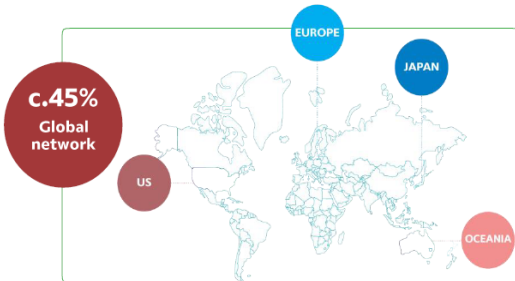 EUROPE
JAPAN
c.45%
Global
network
US
OCEANIA